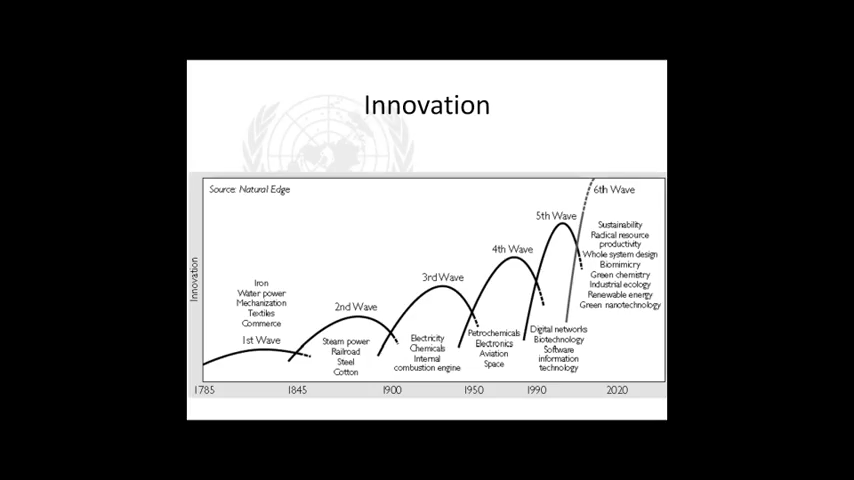 Innovation
Source: Natural Edge
6th Wave
5th Wave
Sustainability
Radical resource
productivity
Whole system design
Biomimicry
Green chemistry
Industrial ecology
Renewable energy
Green nanotechnology
4th Wave
3rd Wave
Innovation
Iron
Water power
Mechanization
Textiles
Commerce
2nd Wave
1st Wave
Steam power
Railroad
Steel
Cotton
Electricity
Chemicals
Internal
combustion engine
Petrochemicals
Electronics
Aviation
Space
Digital networks
Biotechnology
Software
information
technology
1785 1845 1900 1950 1990 2020